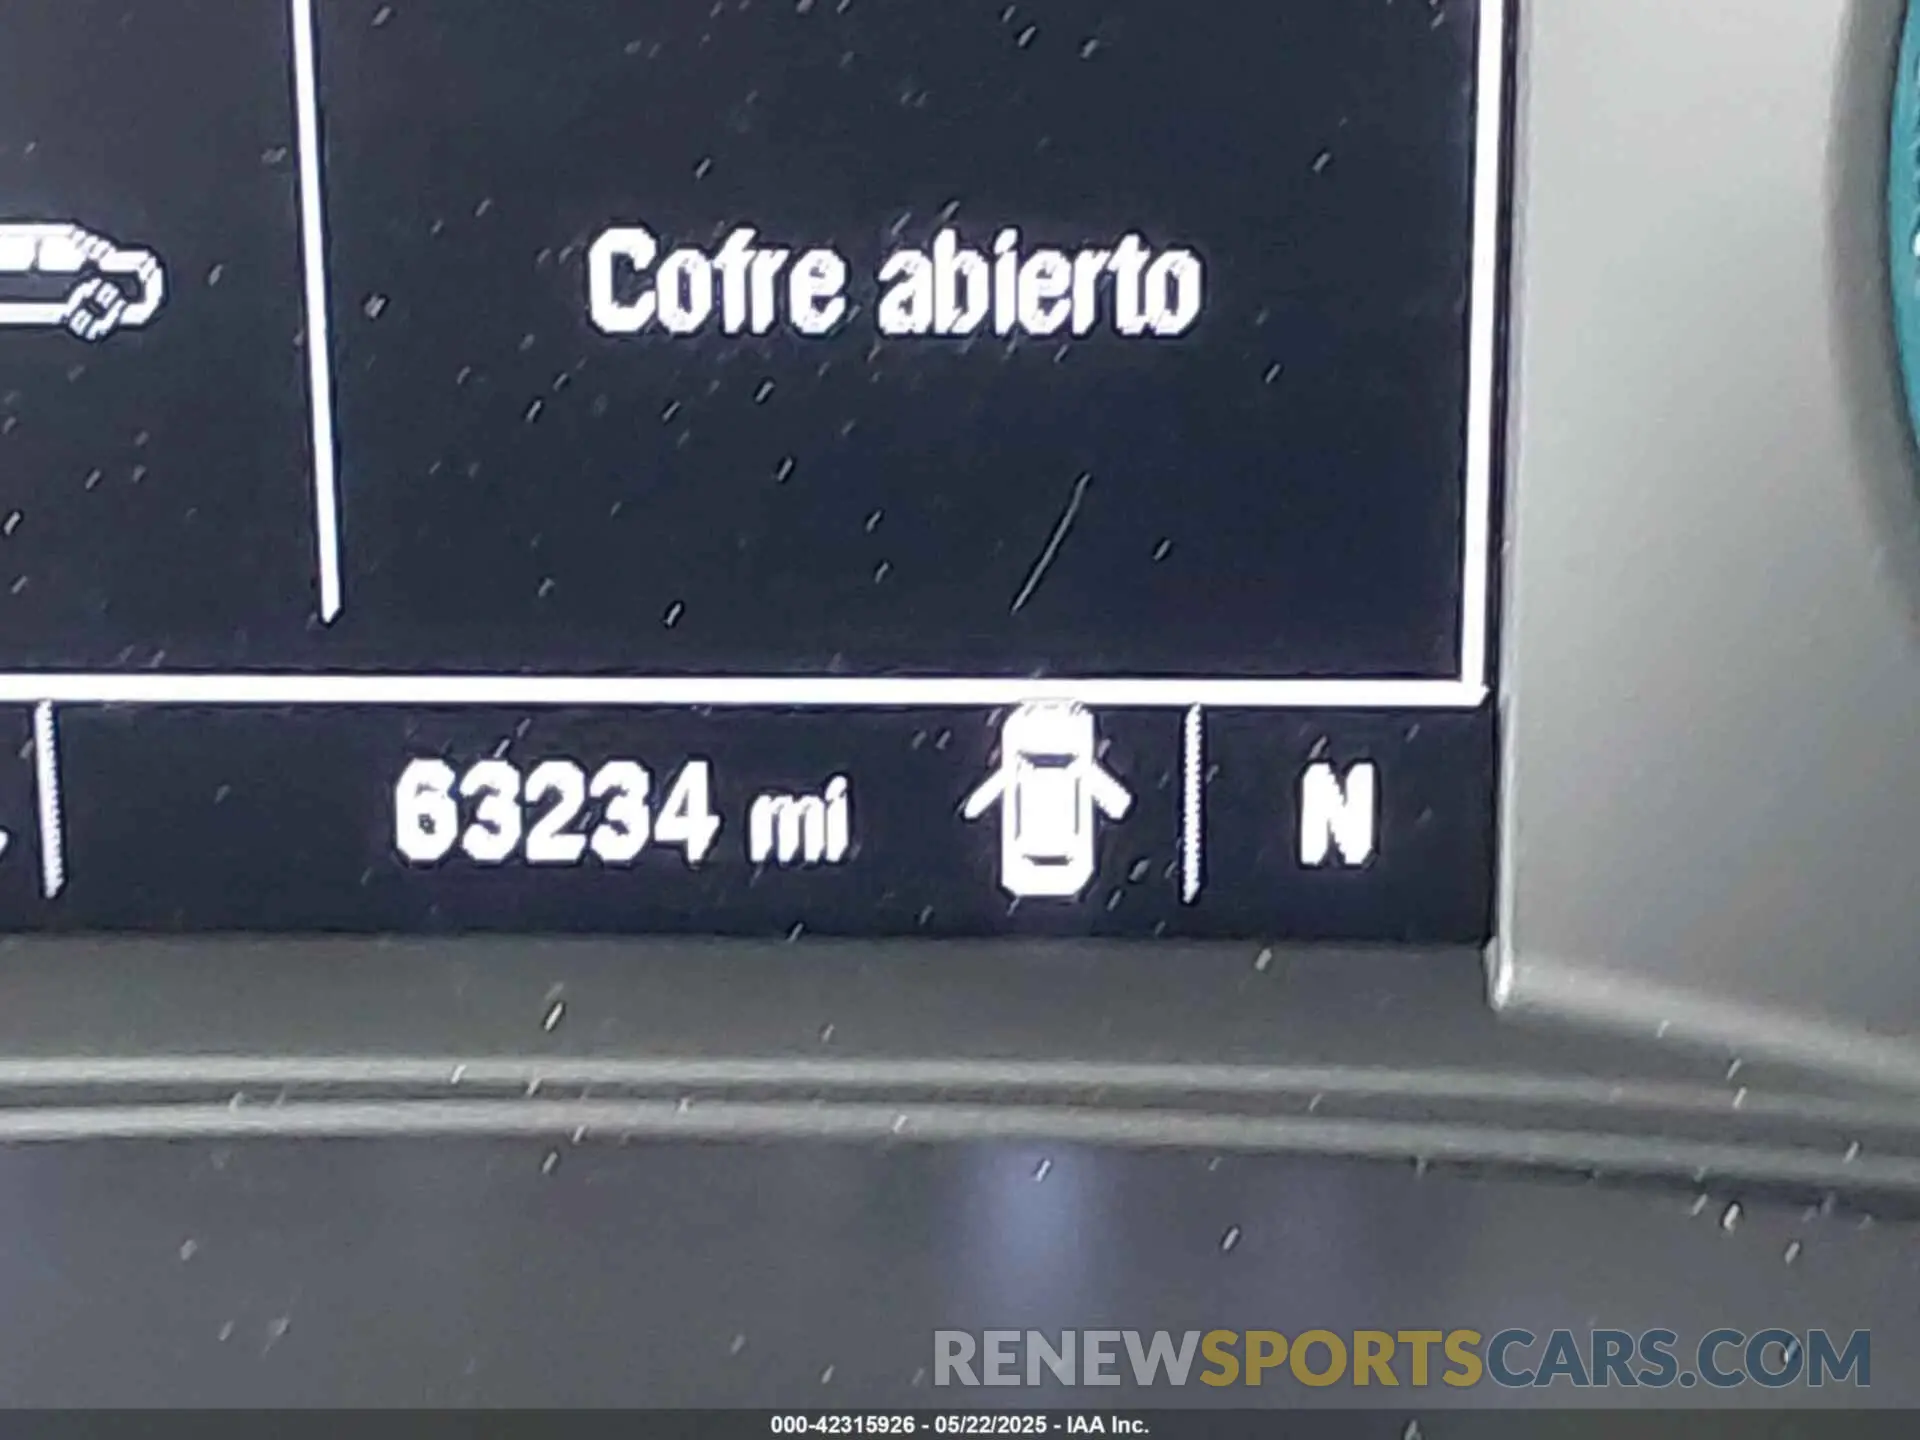 Cofre abierto
63234 mi N
RENEWSPORTSCARS.COM
000-42315926 - 05/22/2025 - IAA Inc.